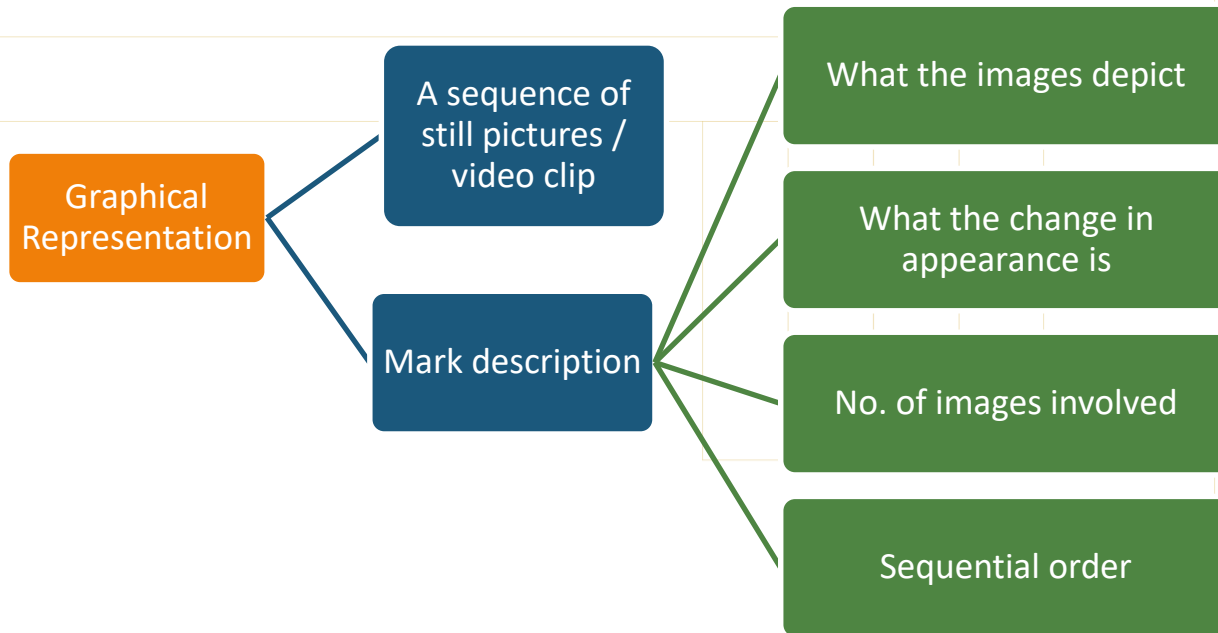 Graphical
Representation
A sequence of
still pictures /
video clip
Mark description
What the images depict
What the change in
appearance is
No. of images involved
Sequential order